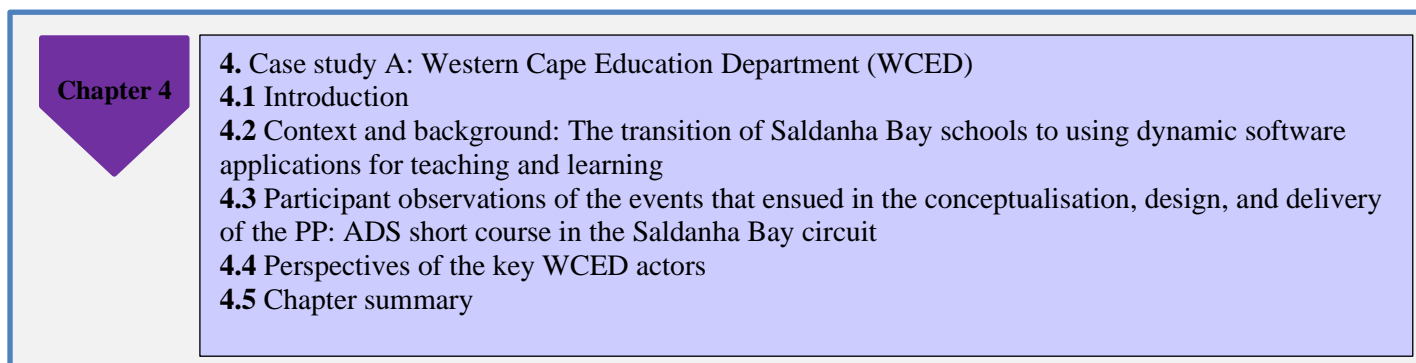 Chapter 4
4. Case study A: Western Cape Education Department (WCED)
4.1 Introduction
4.2 Context and background: The transition of Saldanha Bay schools to using dynamic software
applications for teaching and learning
4.3 Participant observations of the events that ensued in the conceptualisation, design, and delivery
of the PP: ADS short course in the Saldanha Bay circuit
4.4 Perspectives of the key WCED actors
4.5 Chapter summary